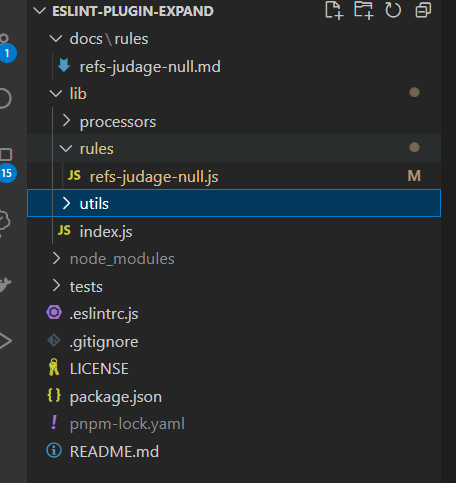 ESLINT-PLUGIN-EXPAND
docs\rules
refs-judage-null.md
lib
processors
rules
JS refs-judage-null.js M
utils
JS index.js
node_modules
tests
.eslintrc.js
.gitignore
LICENSE
{} package.json
! pnpm-lock.yaml
README.md
1
15